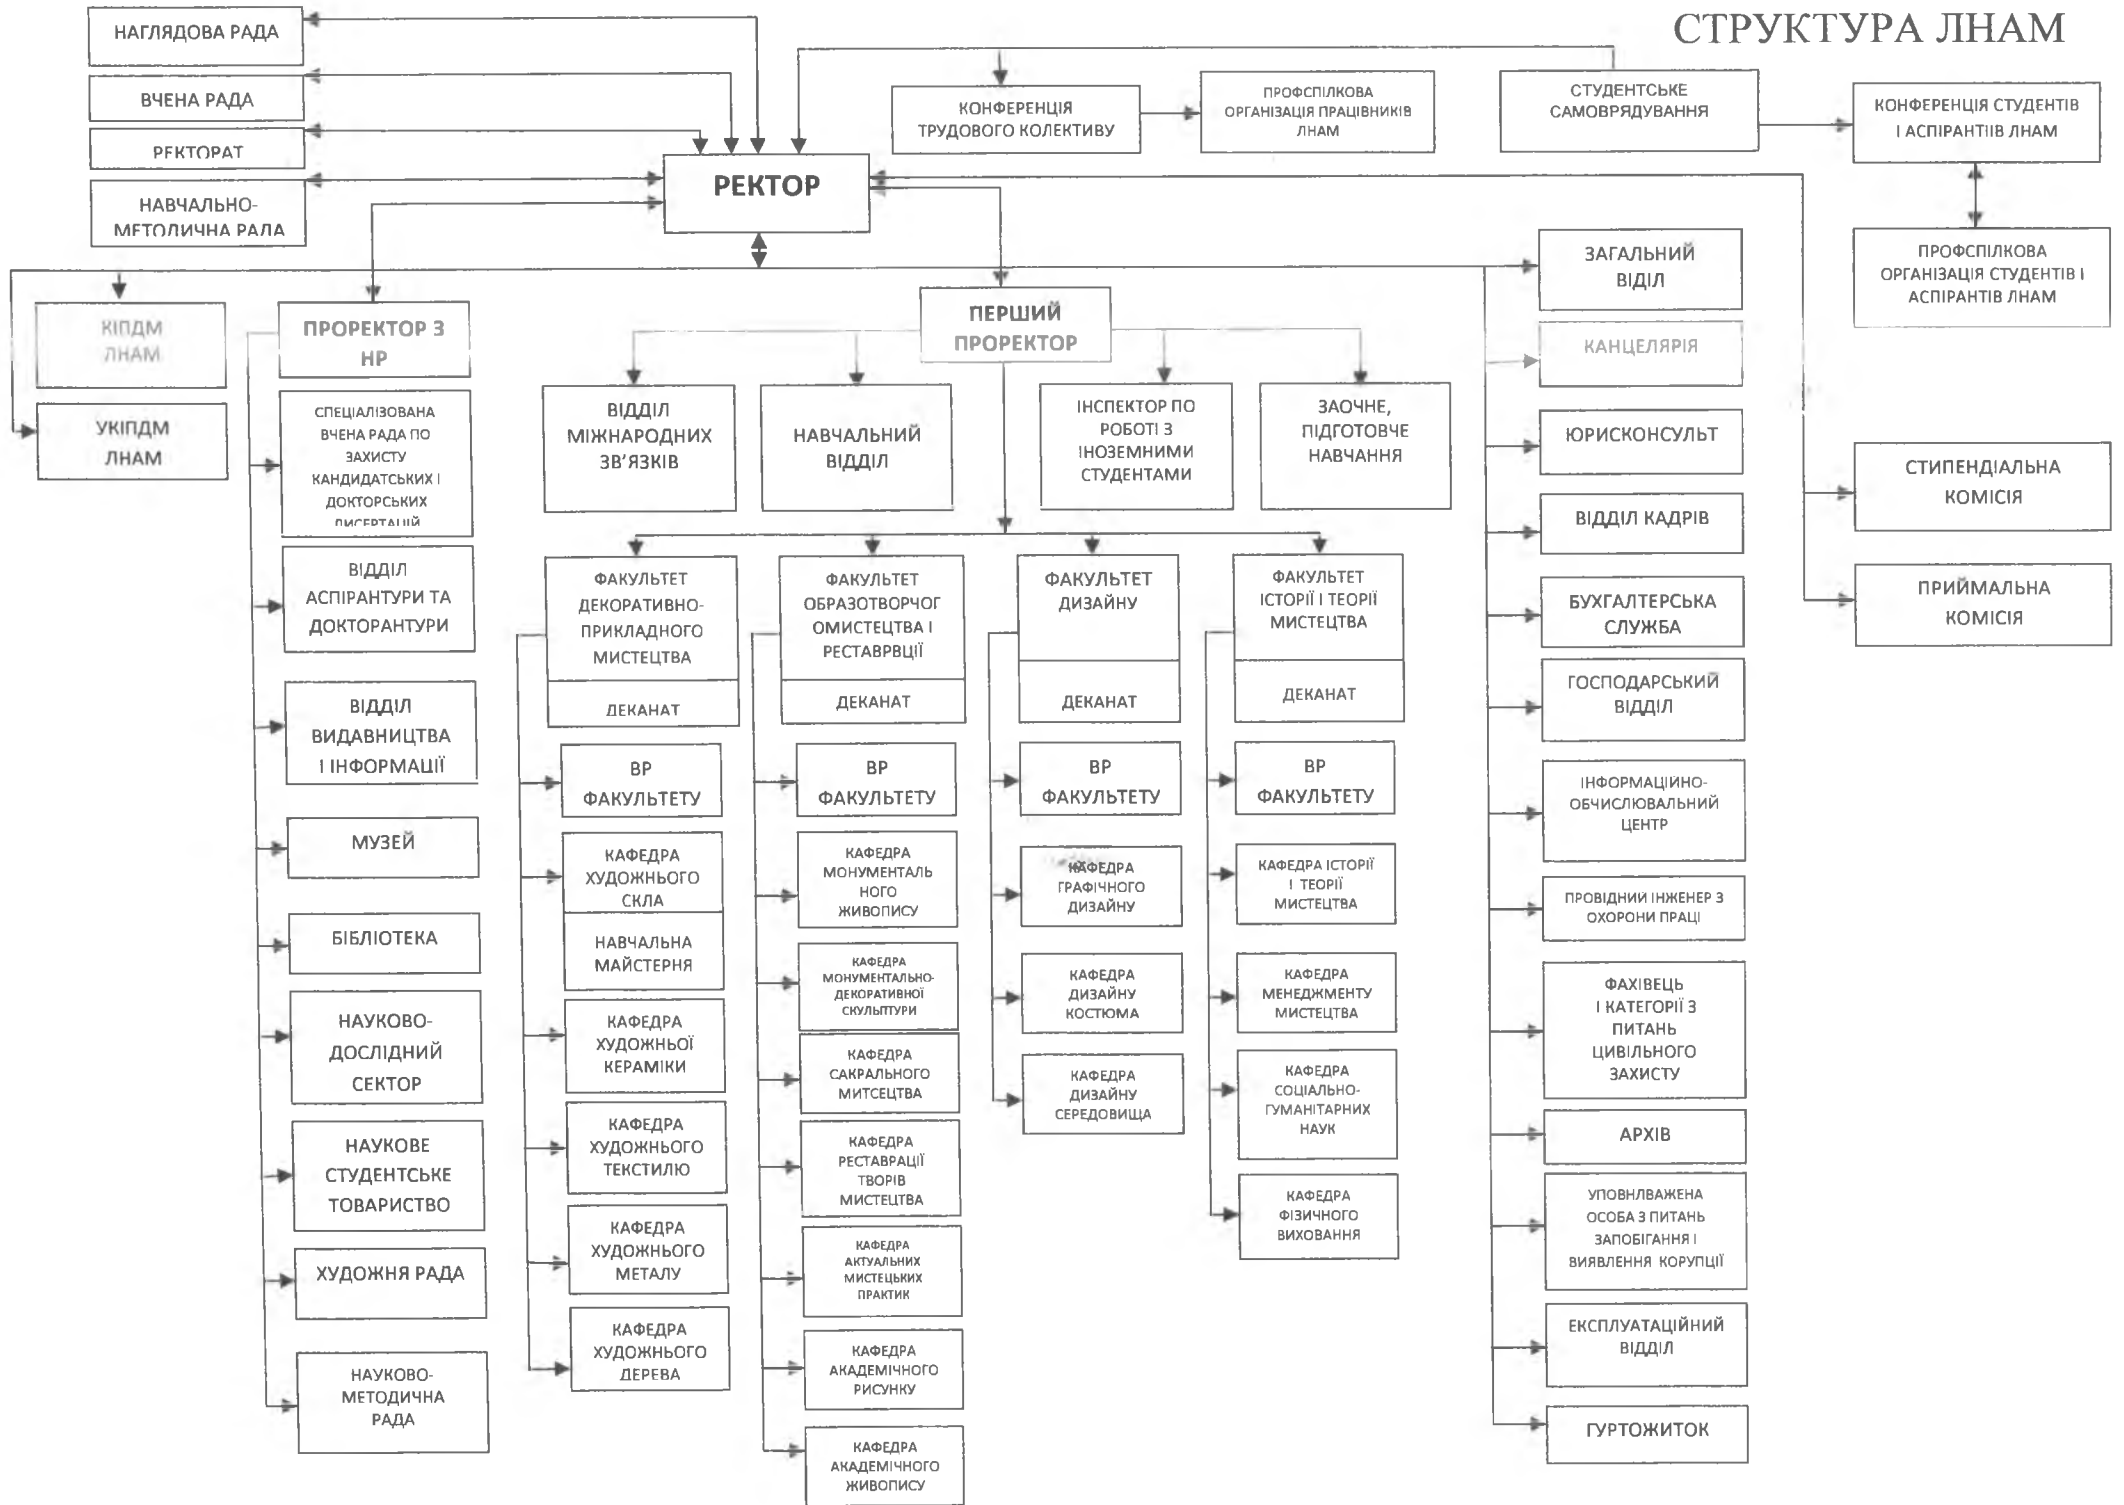 СТРУКТУРА ЛНАМ
НАГЛЯДОВА РАДА
ВЧЕНА РАДА
РЕКТОРАТ
НАВЧАЛЬНО-
МЕТОДИЧНА РАДА
РЕКТОР
КОНФЕРЕНЦІЯ
ТРУДОВОГО КОЛЕКТИВУ
ПРОФСПІЛКОВА
ОРГАНІЗАЦІЯ ПРАЦІВНИКІВ
ЛНАМ
СТУДЕНТСЬКЕ
САМОВРЯДУВАННЯ
КОНФЕРЕНЦІЯ СТУДЕНТІВ
І АСПІРАНТІІВ ЛНАМ
ПРОФСПІЛКОВА
ОРГАНІЗАЦІЯ СТУДЕНТІВ І
АСПІРАНТІВ ЛНАМ
КІПДМ
ЛНАМ
УКІПДМ
ЛНАМ
ПРОРЕКТОР З
НР
СПЕЦІАЛІЗОВАНА
ВЧЕНА РАДА ПО
ЗАХИСТУ
КАНДИДАТСЬКИХ І
ДОКТОРСЬКИХ
ДИСЕРТАЦІЙ
ВІДДІЛ
АСПІРАНТУРИ ТА
ДОКТОРАНТУРИ
ВІДДІЛ
ВИДАВНИЦТВА
І ІНФОРМАЦІЇ
МУЗЕЙ
БІБЛІОТЕКА
НАУКОВО-
ДОСЛІДНИЙ
СЕКТОР
НАУКОВЕ
СТУДЕНТСЬКЕ
ТОВАРИСТВО
ХУДОЖНЯ РАДА
НАУКОВО-
МЕТОДИЧНА
РАДА
ПЕРШИЙ
ПРОРЕКТОР
ВІДДІЛ
МІЖНАРОДНИХ
ЗВ'ЯЗКІВ
НАВЧАЛЬНИЙ
ВІДДІЛ
ІНСПЕКТОР ПО
РОБОТІ З
ІНОЗЕМНИМИ
СТУДЕНТАМИ
ЗАОЧНЕ,
ПІДГОТОВЧЕ
НАВЧАННЯ
ФАКУЛЬТЕТ
ДЕКОРАТИВНО-
ПРИКЛАДНОГО
МИСТЕЦТВА
ДЕКАНАТ
ВР
ФАКУЛЬТЕТУ
КАФЕДРА
ХУДОЖНЬОГО
СКЛА
НАВЧАЛЬНА
МАЙСТЕРНЯ
КАФЕДРА
ХУДОЖНЬОЇ
КЕРАМІКИ
КАФЕДРА
ХУДОЖНЬОГО
ТЕКСТИЛЮ
КАФЕДРА
ХУДОЖНЬОГО
МЕТАЛУ
КАФЕДРА
ХУДОЖНЬОГО
ДЕРЕВА
ФАКУЛЬТЕТ
ОБРАЗОТВОРЧОГ
ОМИСТЕЦТВА І
РЕСТАВРВЦІЇ
ДЕКАНАТ
ВР
ФАКУЛЬТЕТУ
КАФЕДРА
МОНУМЕНТАЛЬ
НОГО
ЖИВОПИСУ
КАФЕДРА
МОНУМЕНТАЛЬНО-
ДЕКОРАТИВНОЇ
СКУЛЬПТУРИ
КАФЕДРА
САКРАЛЬНОГО
МИТСЕЦТВА
КАФЕДРА
РЕСТАВРАЦІЇ
ТВОРІВ
МИСТЕЦТВА
КАФЕДРА
АКТУАЛЬНИХ
МИСТЕЦЬКИХ
ПРАКТИК
КАФЕДРА
АКАДЕМІЧНОГО
РИСУНКУ
КАФЕДРА
АКАДЕМІЧНОГО
ЖИВОПИСУ
ФАКУЛЬТЕТ
ДИЗАЙНУ
ДЕКАНАТ
ВР
ФАКУЛЬТЕТУ
КАФЕДРА
ГРАФІЧНОГО
ДИЗАЙНУ
КАФЕДРА
ДИЗАЙНУ
КОСТЮМА
КАФЕДРА
ДИЗАЙНУ
СЕРЕДОВИЩА
ФАКУЛЬТЕТ
ІСТОРІЇ І ТЕОРІЇ
МИСТЕЦТВА
ДЕКАНАТ
ВР
ФАКУЛЬТЕТУ
КАФЕДРА ІСТОРІЇ
І ТЕОРІЇ
МИСТЕЦТВА
КАФЕДРА
МЕНЕДЖМЕНТУ
МИСТЕЦТВА
КАФЕДРА
СОЦІАЛЬНО-
ГУМАНІТАРНИХ
НАУК
КАФЕДРА
ФІЗИЧНОГО
ВИХОВАННЯ
ЗАГАЛЬНИЙ
ВІДІЛ
КАНЦЕЛЯРІЯ
ЮРИСКОНСУЛЬТ
ВІДДІЛ КАДРІВ
БУХГАЛТЕРСЬКА
СЛУЖБА
ГОСПОДАРСЬКИЙ
ВІДДІЛ
ІНФОРМАЦІЙНО-
ОБЧИСЛЮВАЛЬНИЙ
ЦЕНТР
ПРОВІДНИЙ ІНЖЕНЕР З
ОХОРОНИ ПРАЦІ
ФАХІВЕЦЬ
І КАТЕГОРІЇ З
ПИТАНЬ
ЦИВІЛЬНОГО
ЗАХИСТУ
АРХІВ
УПОВНЛВАЖЕНА
ОСОБА З ПИТАНЬ
ЗАПОБІГАННЯ І
ВИЯВЛЕННЯ КОРУПЦІЇ
ЕКСПЛУАТАЦІЙНИЙ
ВІДДІЛ
ГУРТОЖИТОК
СТИПЕНДІАЛЬНА
КОМІСІЯ
ПРИЙМАЛЬНА
КОМІСІЯ